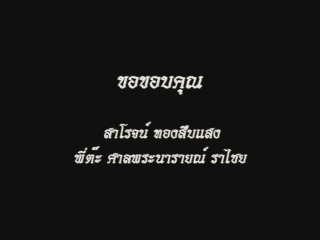 ขอขอบคุณ
สาโรจน์ ทองสืบแสง
พี่ต๊ะ ศาลพระนารายณ์ ราไชย